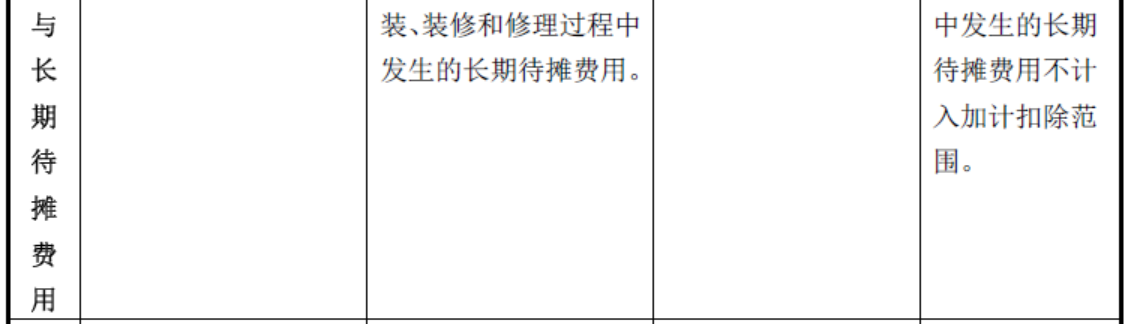 与
长
期
待
摊
费
用
装、装修和修理过程中
发生的长期待摊费用。
中发生的长期
待摊费用不计
入加计扣除范
围。